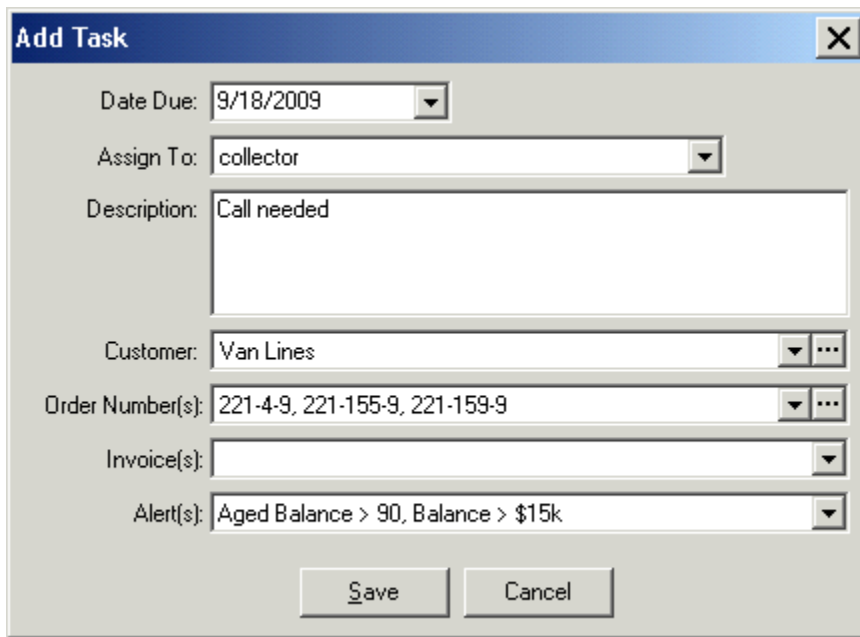 Add Task
Date Due: 9/18/2009
Assign To: collector
Description: Call needed
Customer: Van Lines
Order Number(s): 221-4-9, 221-155-9, 221-159-9
Invoice(s):
Alert(s): Aged Balance > 90, Balance > $15k
Save Cancel